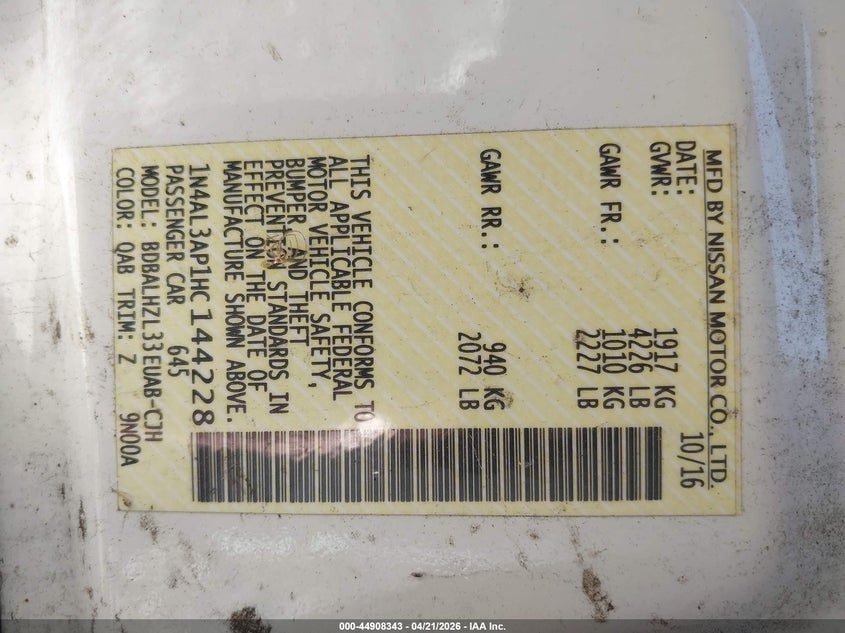 MFD BY NISSAN MOTOR CO., LTD.
DATE: 10/16
GVWR: 1917 KG
4226 LB
GAWR FR.: 1010 KG
2227 LB
GAWR RR.: 940 KG
2072 LB
THIS VEHICLE CONFORMS TO
ALL APPLICABLE FEDERAL
MOTOR VEHICLE SAFETY,
BUMPER AND THEFT
PREVENTION STANDARDS IN
EFFECT ON THE DATE OF
MANUFACTURE SHOWN ABOVE.
1N4AL3AP1HC144228
PASSENGER CAR 645
MODEL: BDBALHZL33EUAB-CJH
COLOR: QAB TRIM: Z 9N00A
000-44908343 - 04/21/2026 - IAA Inc.